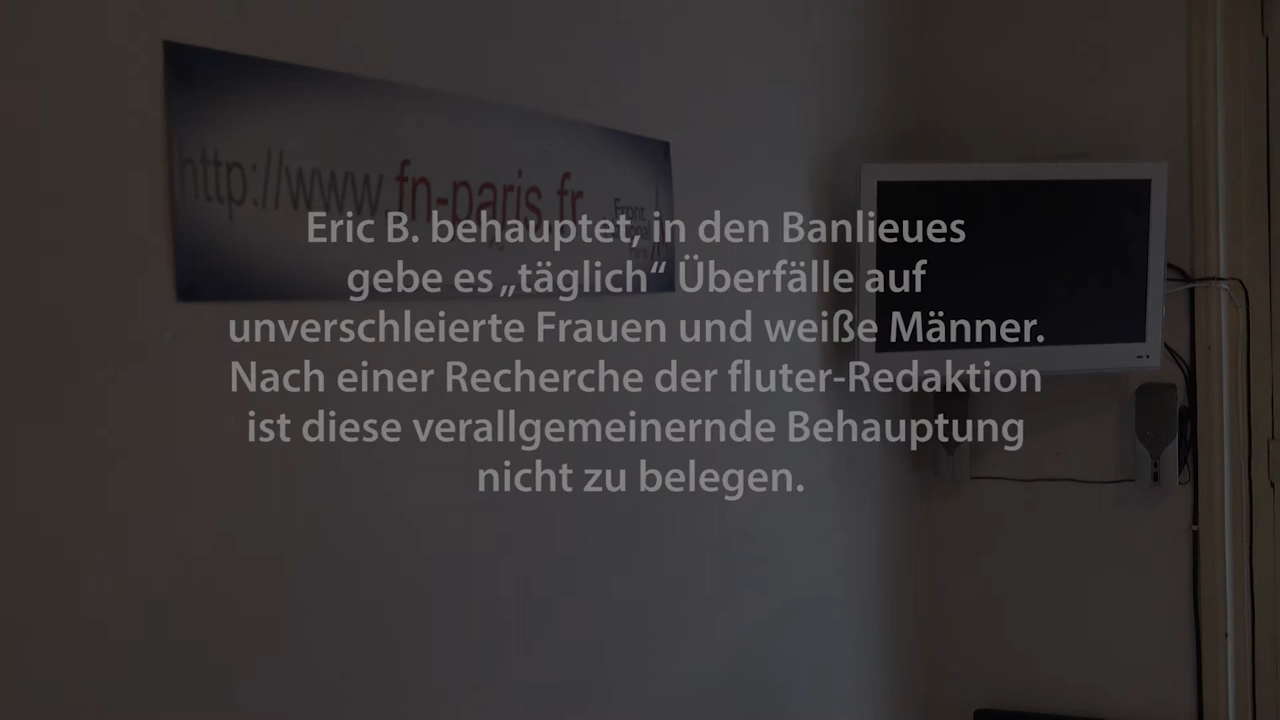 http://www.fn-paris.fr
Front
Eric B. behauptet, in den Banlieues
gebe es „täglich“ Überfälle auf
unverschleierte Frauen und weiße Männer.
Nach einer Recherche der fluter-Redaktion
ist diese verallgemeinernde Behauptung
nicht zu belegen.